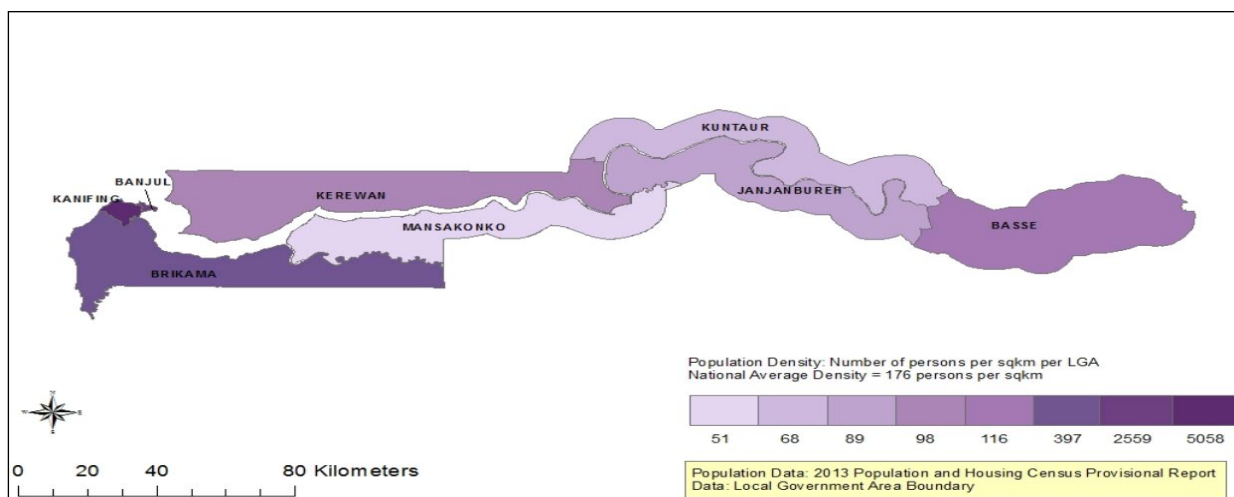 KUNTAUR
BANJUL
KANIFING
KEREWAN
JANJANBUREH
MANSAKONKO
BASSE
BRIKAMA
Population Density: Number of persons per sqkm per LGA
National Average Density = 176 persons per sqkm
51 68 89 98 116 397 2559 5058
0 20 40 80 Kilometers
Population Data: 2013 Population and Housing Census Provisional Report
Data: Local Government Area Boundary